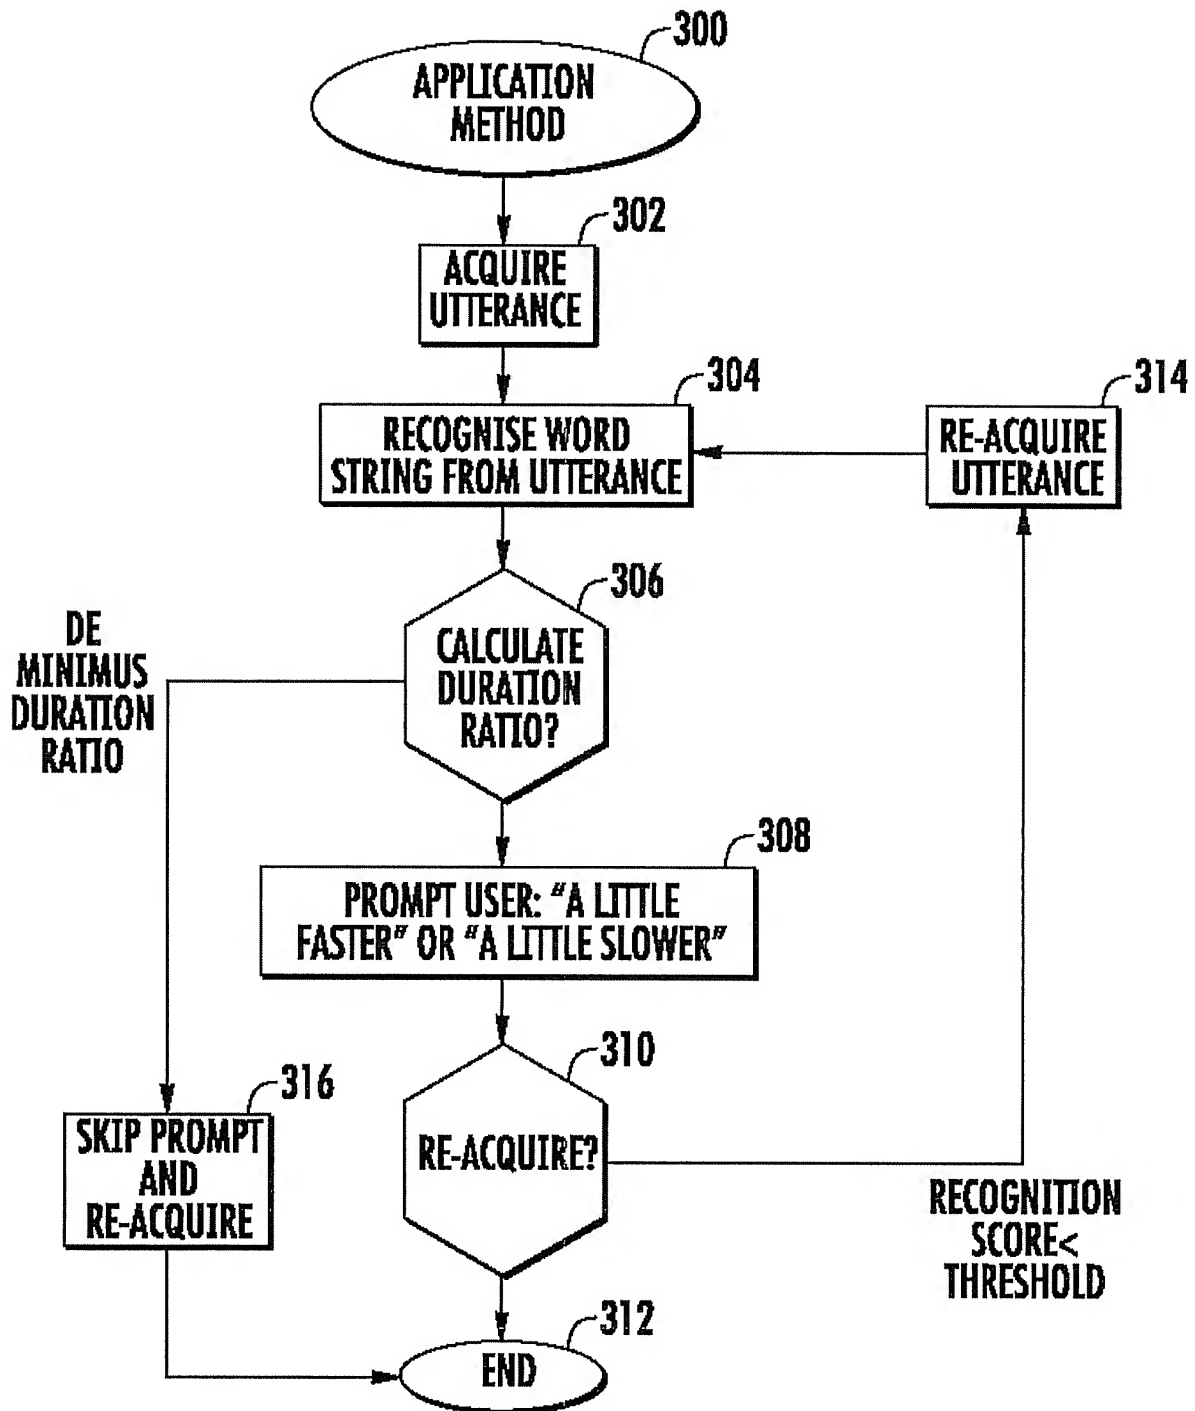 300
APPLICATION
METHOD
302
ACQUIRE
UTTERANCE
304
RECOGNISE WORD
STRING FROM UTTERANCE
314
RE-ACQUIRE
UTTERANCE
306
CALCULATE
DURATION
RATIO?
DE
MINIMUS
DURATION
RATIO
308
PROMPT USER: "A LITTLE
FASTER" OR "A LITTLE SLOWER"
310
RE-ACQUIRE?
316
SKIP PROMPT
AND
RE-ACQUIRE
RECOGNITION
SCORE<
THRESHOLD
312
END